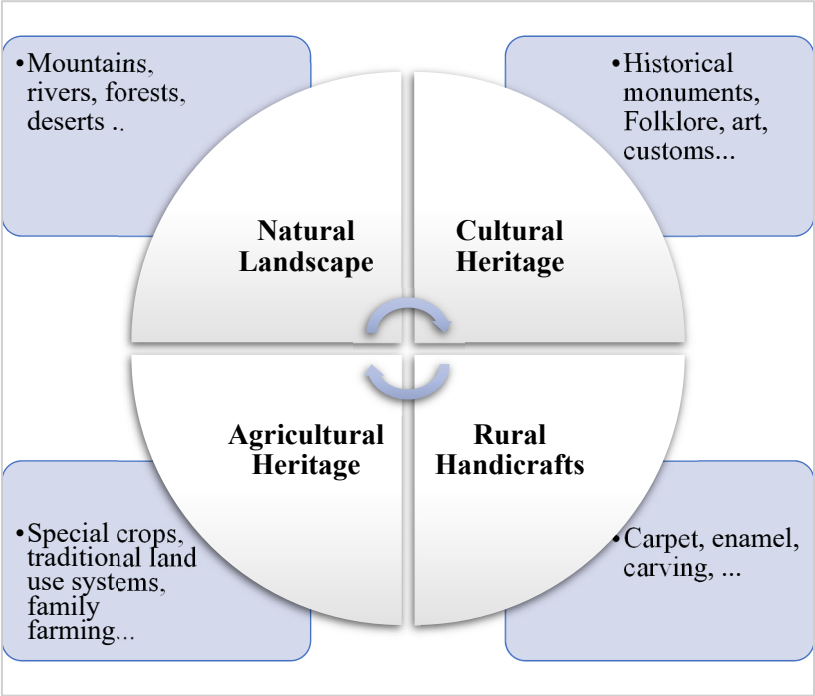 •Mountains,
rivers, forests,
deserts ..
•Historical
monuments,
Folklore, art,
customs...
Natural
Landscape
Cultural
Heritage
Agricultural
Heritage
Rural
Handicrafts
•Special crops,
traditional land
use systems,
family
farming...
•Carpet, enamel,
carving, ...